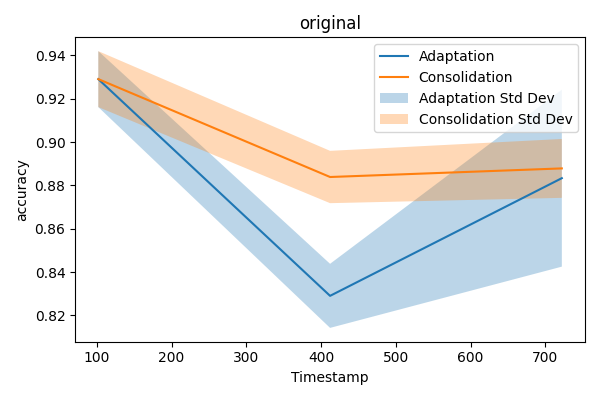 original
Adaptation
Consolidation
Adaptation Std Dev
Consolidation Std Dev
accuracy
0.94
0.92
0.90
0.88
0.86
0.84
0.82
100 200 300 400 500 600 700
Timestamp